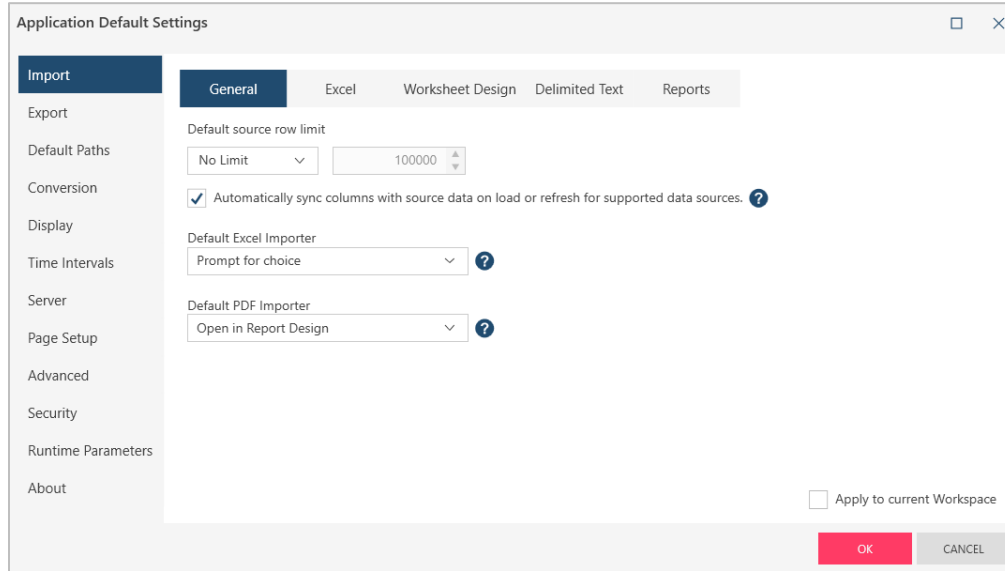 Application Default Settings
Import
Export
Default Paths
Conversion
Display
Time Intervals
Server
Page Setup
Advanced
Security
Runtime Parameters
About
General Excel Worksheet Design Delimited Text Reports
Default source row limit
No Limit 100000
Automatically sync columns with source data on load or refresh for supported data sources. ?
Default Excel Importer
Prompt for choice ?
Default PDF Importer
Open in Report Design ?
Apply to current Workspace
OK CANCEL